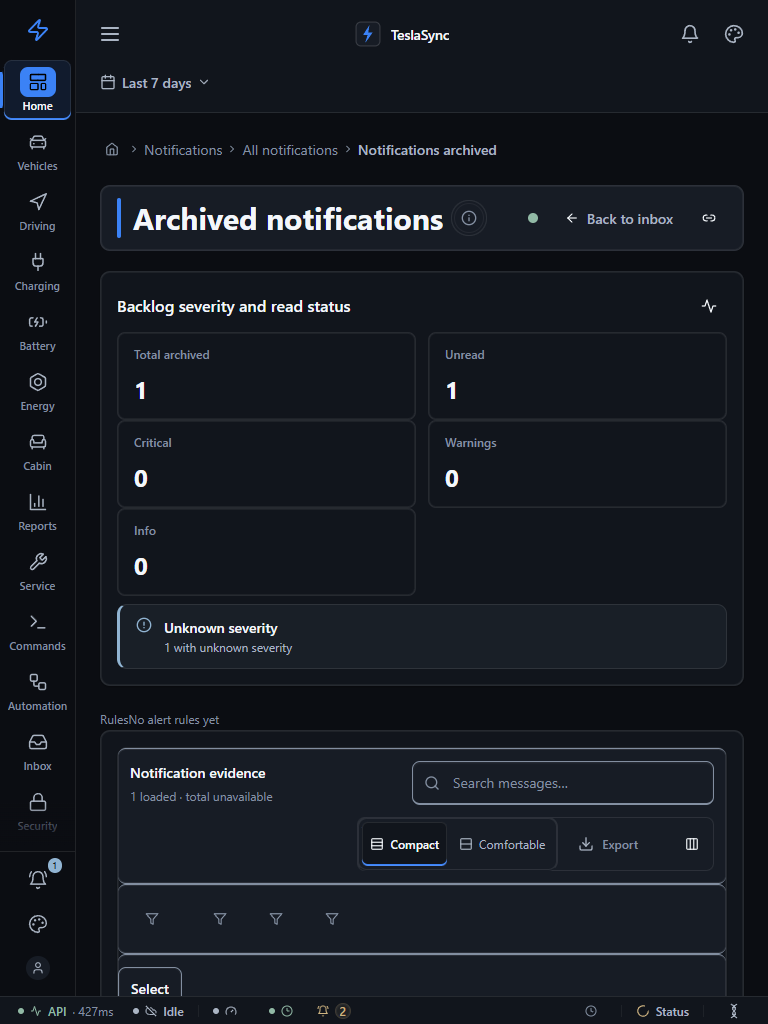 TeslaSync
Last 7 days
Home
Vehicles
Driving
Charging
Battery
Energy
Cabin
Reports
Service
Commands
Automation
Inbox
Security
1
Notifications > All notifications > Notifications archived
Archived notifications
Back to inbox
Backlog severity and read status
Total archived
1
Unread
1
Critical
0
Warnings
0
Info
0
Unknown severity
1 with unknown severity
RulesNo alert rules yet
Notification evidence
1 loaded · total unavailable
Search messages...
Compact
Comfortable
Export
Select
API · 427ms
Idle
2
Status